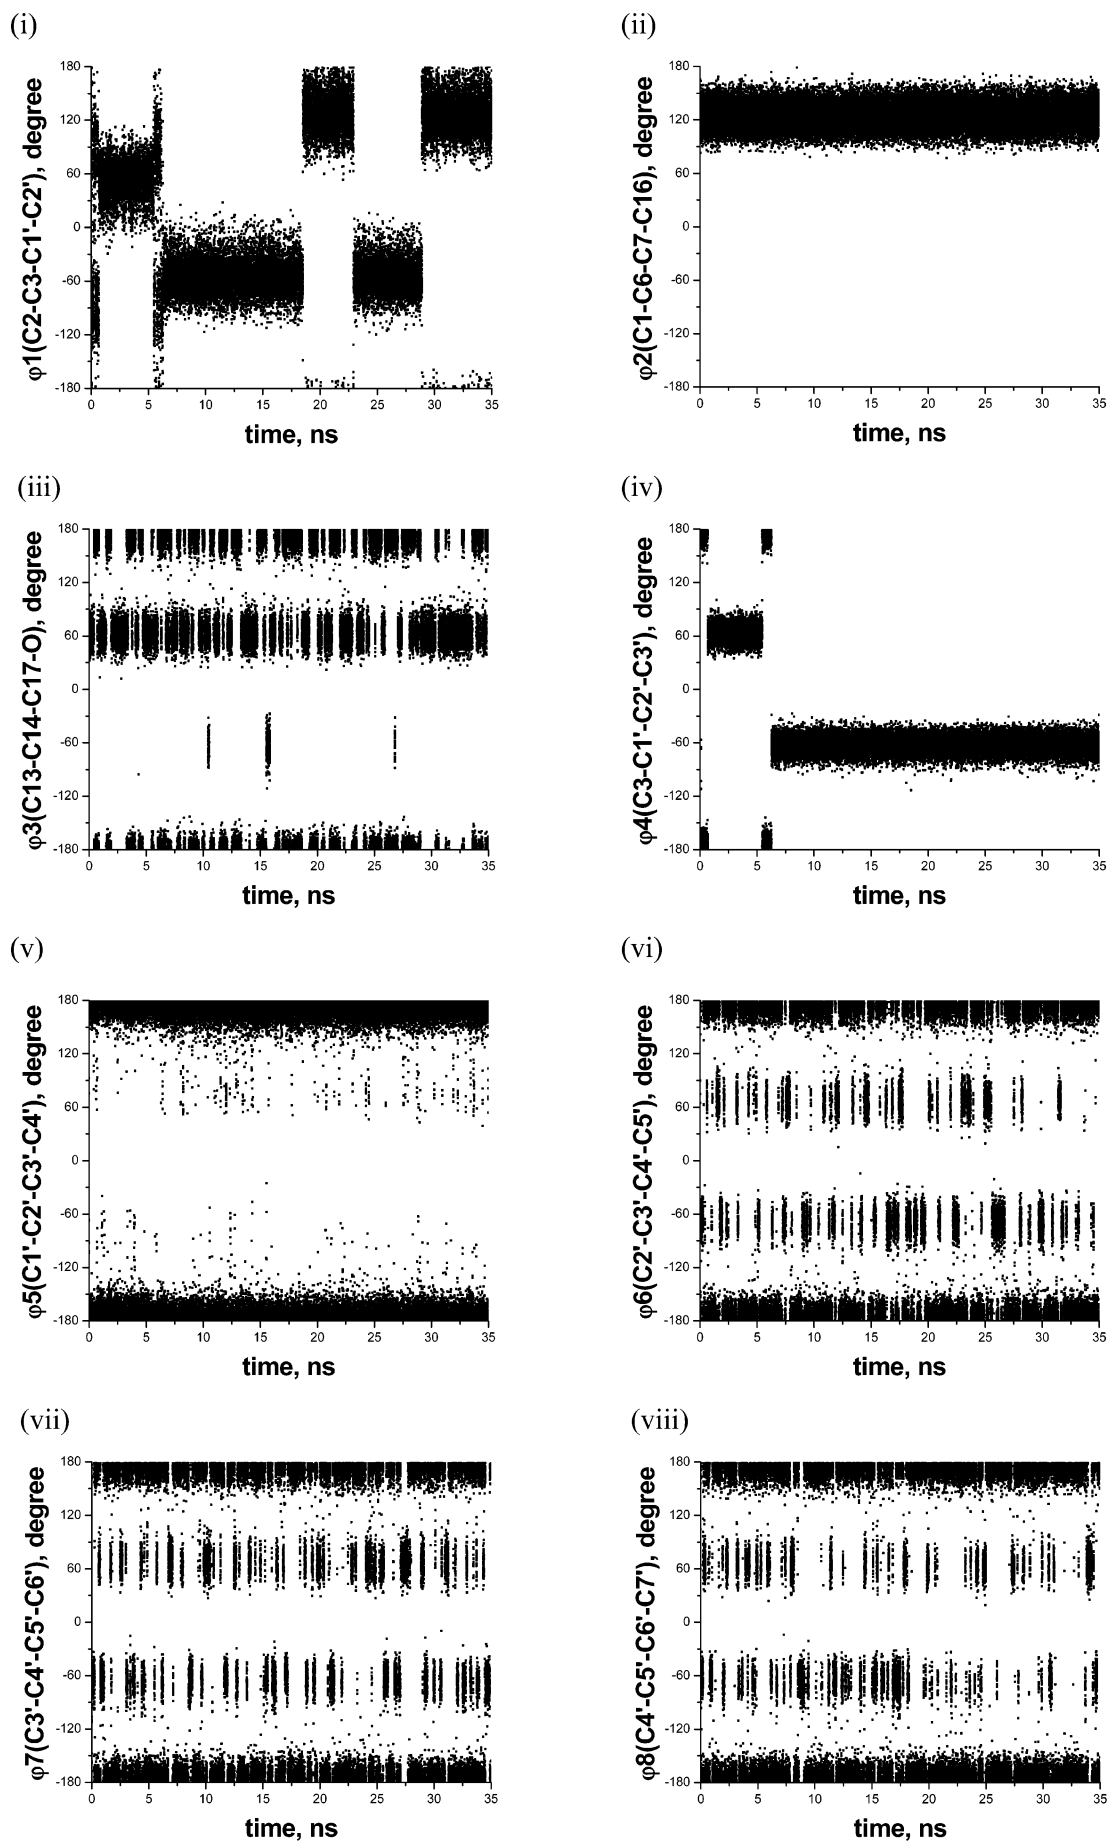 (i)
φ1(C2-C3-C1'-C2'), degree
180
120
60
0
-60
-120
-180
0 5 10 15 20 25 30 35
time, ns
(ii)
φ2(C1-C6-C7-C16), degree
180
120
60
0
-60
-120
-180
0 5 10 15 20 25 30 35
time, ns
(iii)
φ3(C13-C14-C17-O), degree
180
120
60
0
-60
-120
-180
0 5 10 15 20 25 30 35
time, ns
(iv)
φ4(C3-C1'-C2'-C3'), degree
180
120
60
0
-60
-120
-180
0 5 10 15 20 25 30 35
time, ns
(v)
φ5(C1'-C2'-C3'-C4'), degree
180
120
60
0
-60
-120
-180
0 5 10 15 20 25 30 35
time, ns
(vi)
φ6(C2'-C3'-C4'-C5'), degree
180
120
60
0
-60
-120
-180
0 5 10 15 20 25 30 35
time, ns
(vii)
φ7(C3'-C4'-C5'-C6'), degree
180
120
60
0
-60
-120
-180
0 5 10 15 20 25 30 35
time, ns
(viii)
φ8(C4'-C5'-C6'-C7'), degree
180
120
60
0
-60
-120
-180
0 5 10 15 20 25 30 35
time, ns